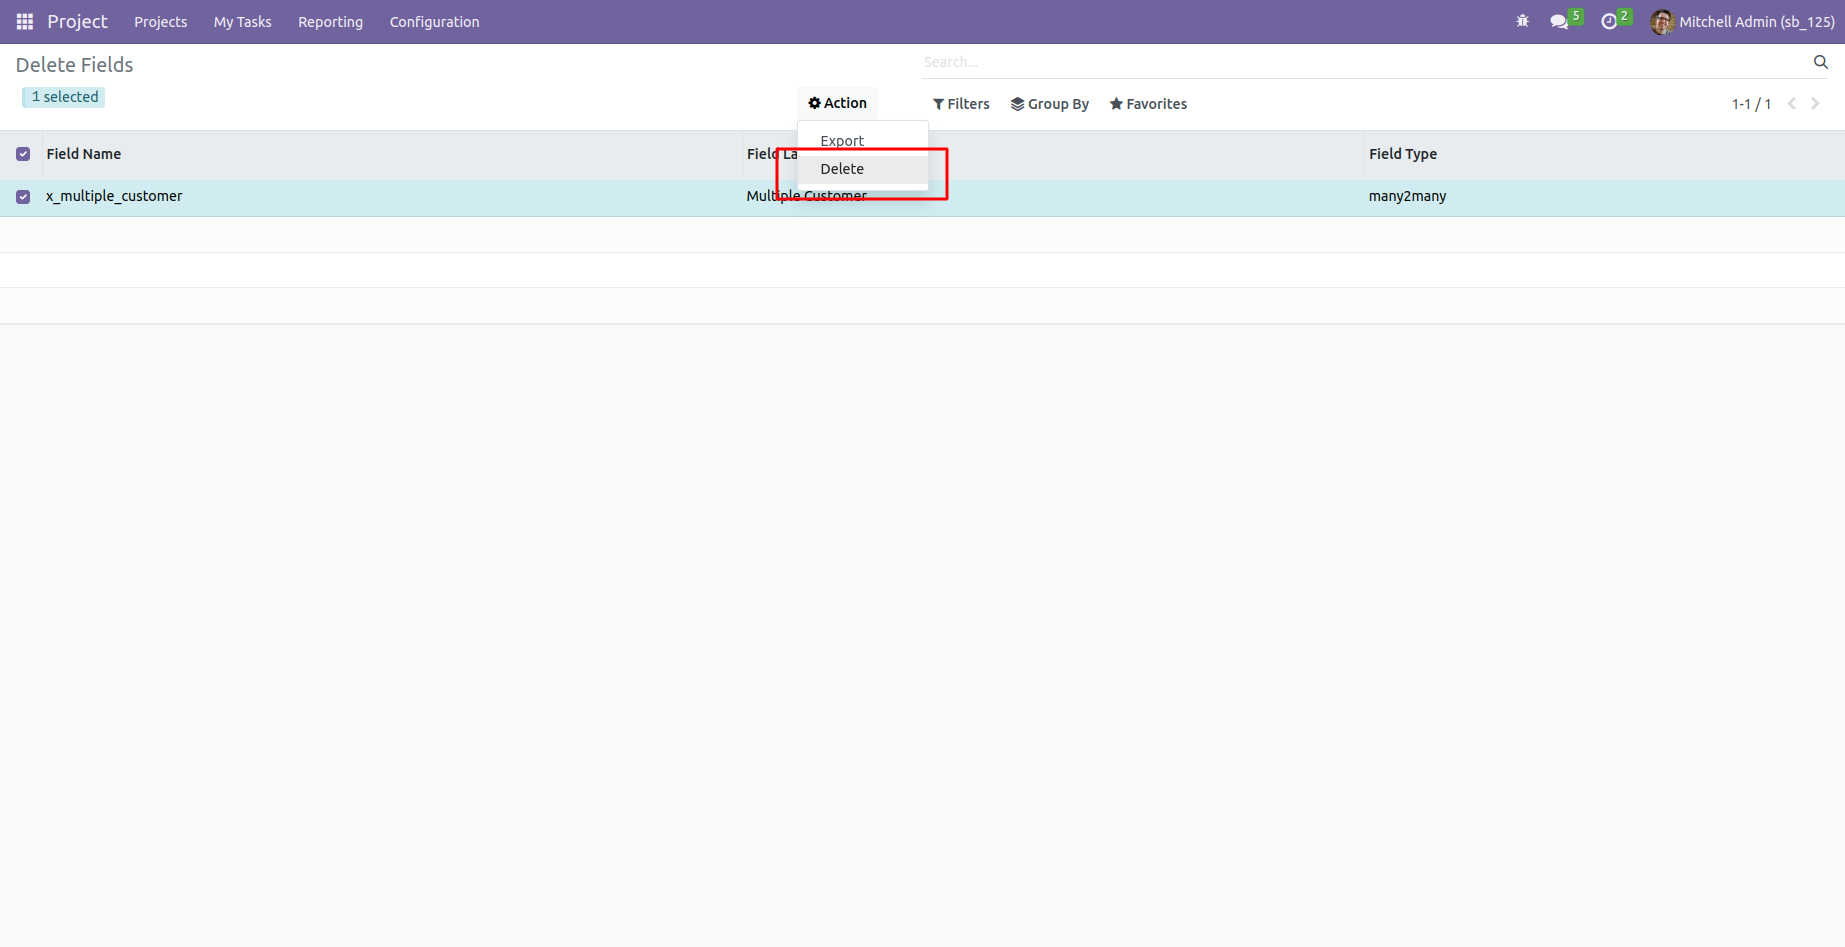 Project Projects My Tasks Reporting Configuration 5 2 Mitchell Admin (sb_125)
Delete Fields Search...
1 selected Action Filters Group By Favorites 1-1 / 1
Export
Field Name Field La Field Type
Delete
x_multiple_customer Multiple Customer many2many